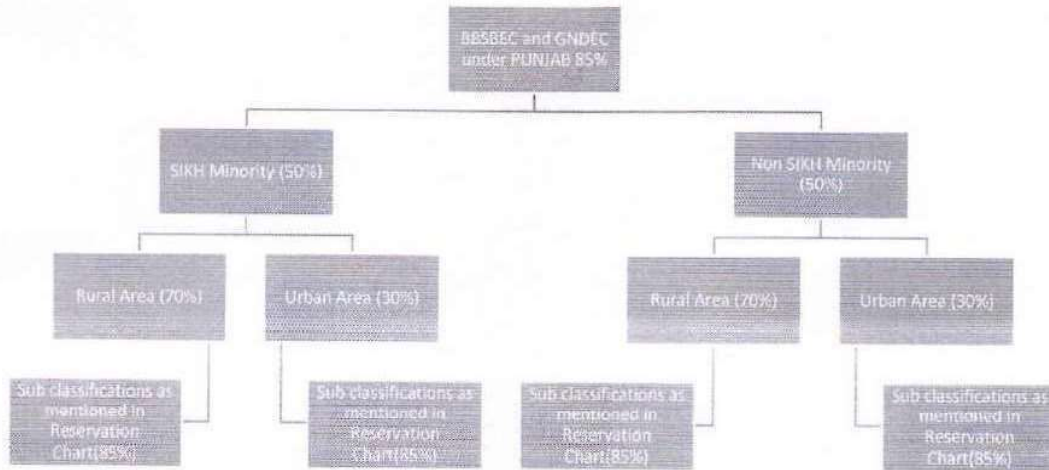 BBSBEC and GNDEC
under PUNJAB 85%
SIKH Minority (50%)
Non SIKH Minority
(50%)
Rural Area (70%)
Urban Area (30%)
Rural Area (70%)
Urban Area (30%)
Sub classifications as
mentioned in
Reservation
Chart(85%)
Sub classifications as
mentioned in
Reservation
Chart(85%)
Sub classifications as
mentioned in
Reservation
Chart(85%)
Sub classifications as
mentioned in
Reservation
Chart(85%)